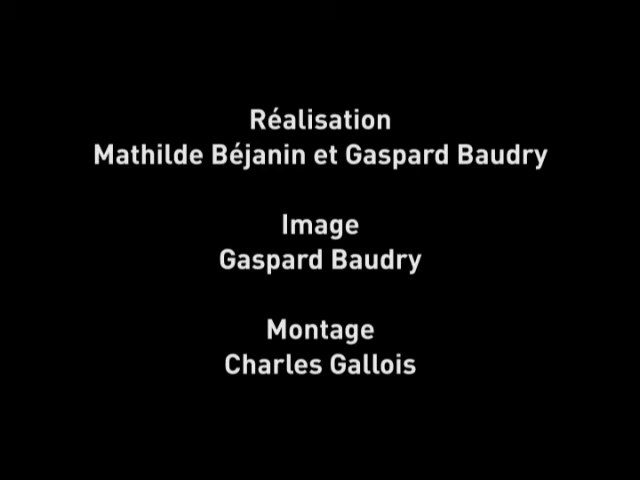 Réalisation
Mathilde Béjanin et Gaspard Baudry
Image
Gaspard Baudry
Montage
Charles Gallois